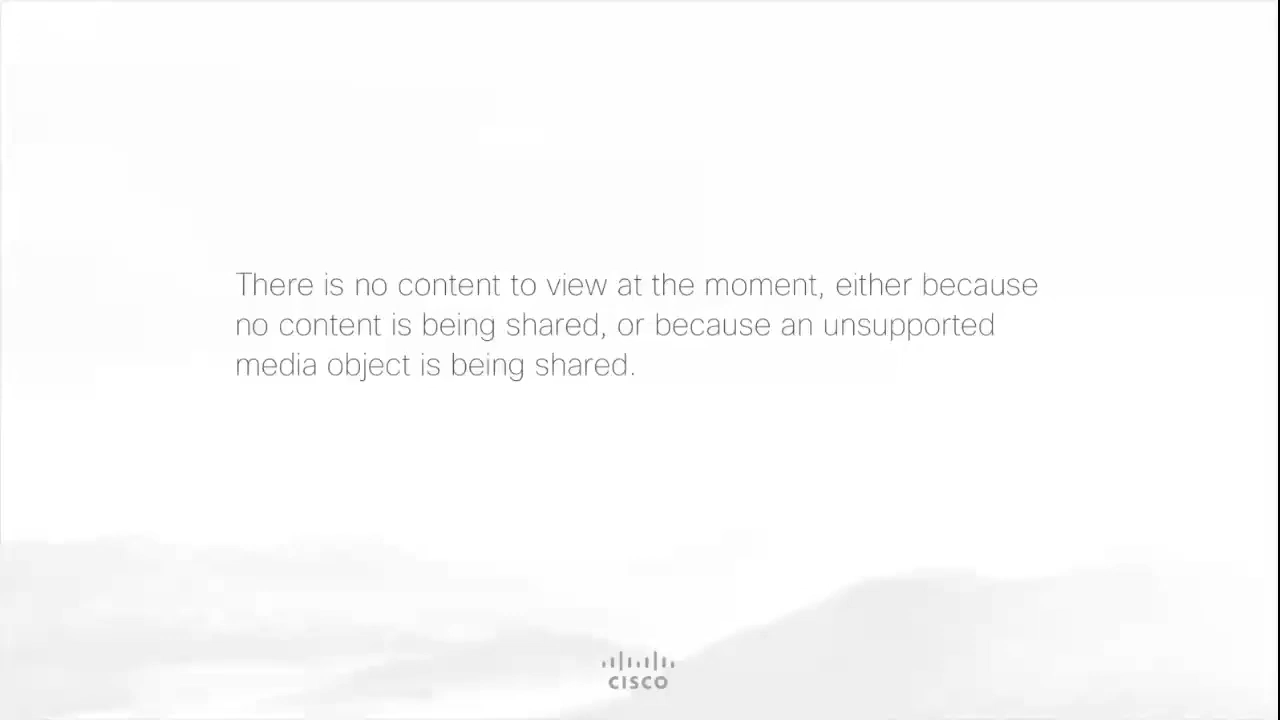 There is no content to view at the moment, either because
no content is being shared, or because an unsupported
media object is being shared.
CISCO